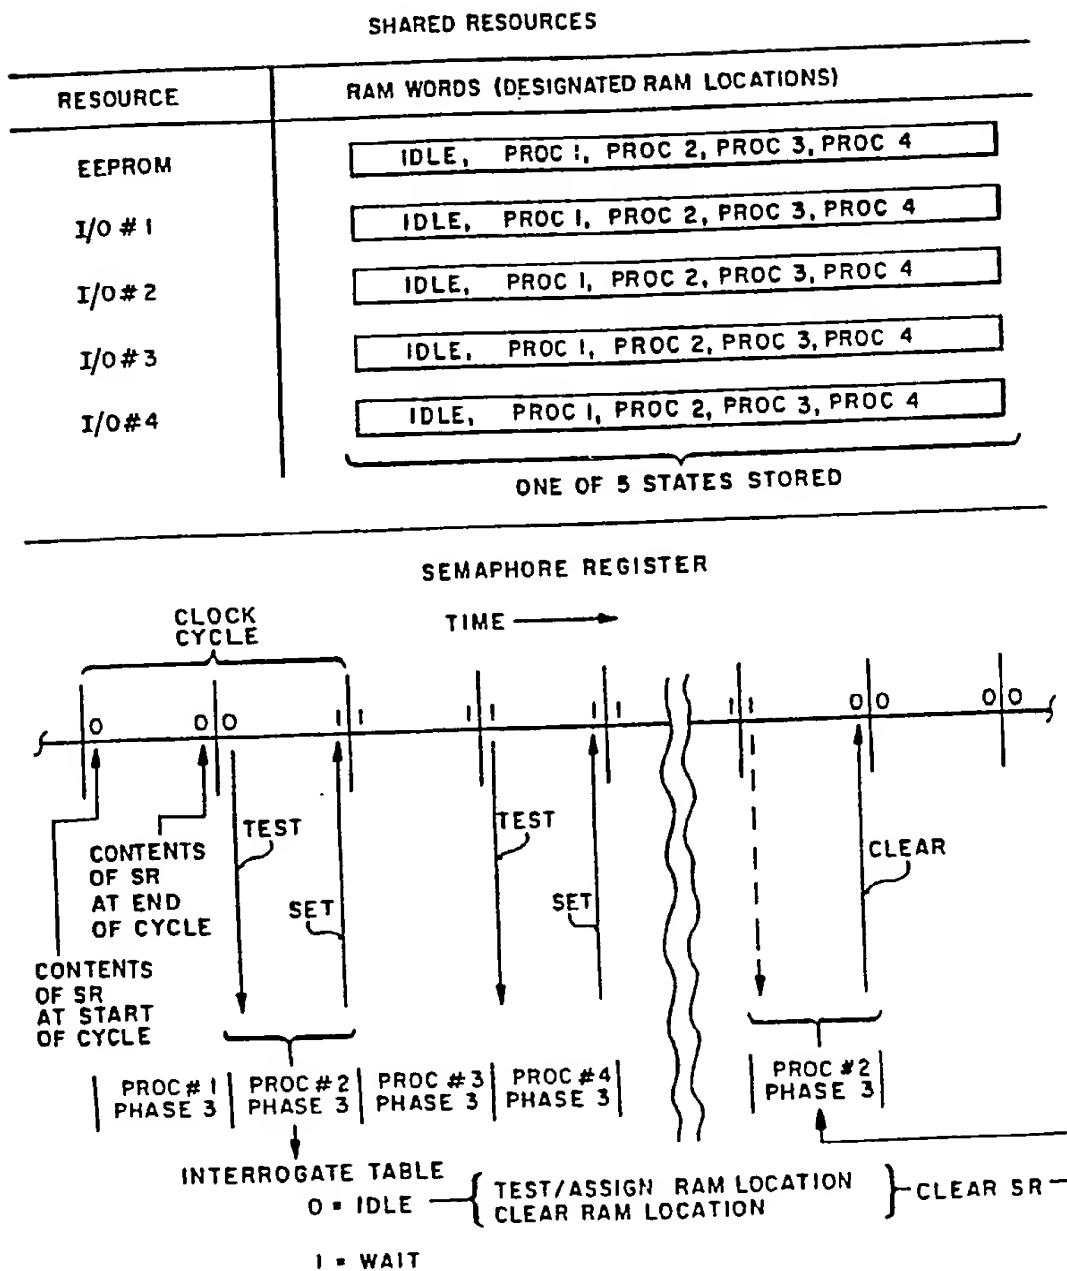 SHARED RESOURCES
RESOURCE
RAM WORDS (DESIGNATED RAM LOCATIONS)
EEPROM
IDLE, PROC 1, PROC 2, PROC 3, PROC 4
I/O #1
IDLE, PROC 1, PROC 2, PROC 3, PROC 4
I/O #2
IDLE, PROC 1, PROC 2, PROC 3, PROC 4
I/O #3
IDLE, PROC 1, PROC 2, PROC 3, PROC 4
I/O #4
IDLE, PROC 1, PROC 2, PROC 3, PROC 4
ONE OF 5 STATES STORED
SEMAPHORE REGISTER
CLOCK
CYCLE
TIME
0 0 0 1 1 1 1 1 1 1 1 0 0 0 0
TEST
TEST
CLEAR
CONTENTS
OF SR
AT END
OF CYCLE
SET
SET
CONTENTS
OF SR
AT START
OF CYCLE
PROC #1
PHASE 3
PROC #2
PHASE 3
PROC #3
PHASE 3
PROC #4
PHASE 3
PROC #2
PHASE 3
INTERROGATE TABLE
0 = IDLE
TEST/ASSIGN RAM LOCATION
CLEAR RAM LOCATION
CLEAR SR
1 = WAIT